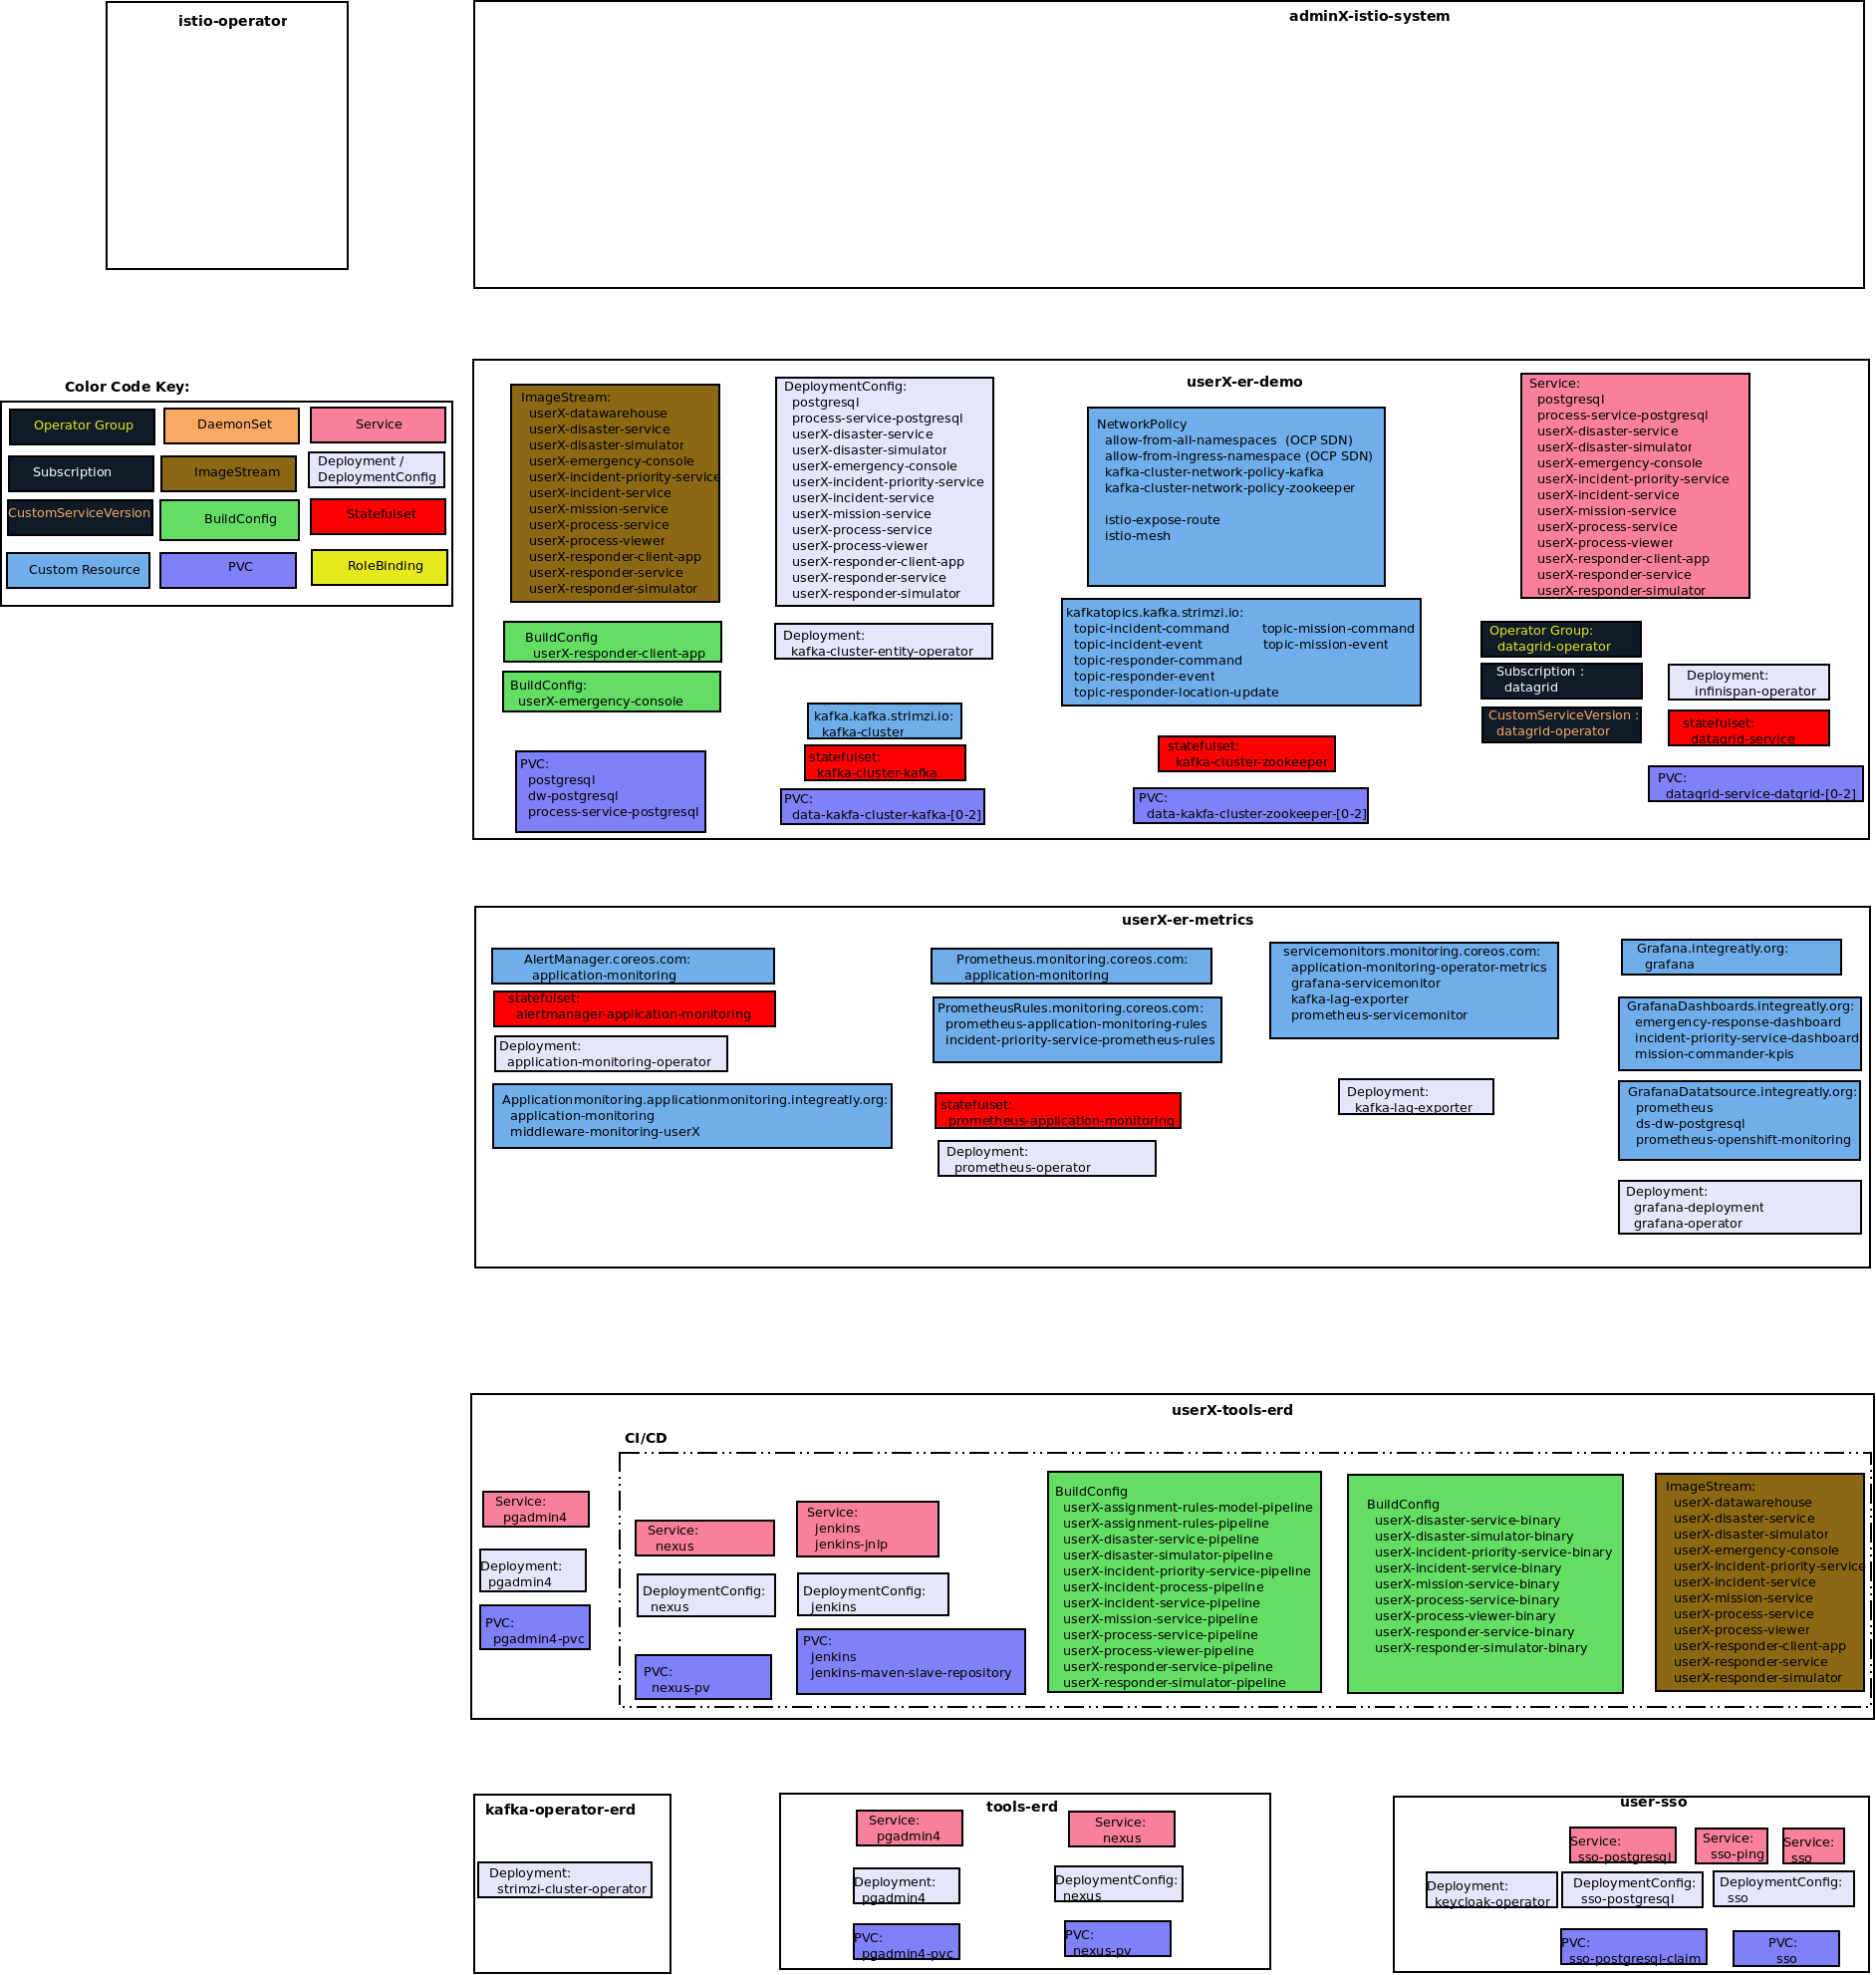 istio-operator
adminX-istio-system
Color Code Key:
Operator Group
DaemonSet
Service
Subscription
ImageStream
Deployment /
DeploymentConfig
CustomServiceVersion
BuildConfig
Statefulset
Custom Resource
PVC
RoleBinding
userX-er-demo
ImageStream:
userX-datawarehouse
userX-disaster-service
userX-disaster-simulator
userX-emergency-console
userX-incident-priority-service
userX-incident-service
userX-mission-service
userX-process-service
userX-process-viewer
userX-responder-client-app
userX-responder-service
userX-responder-simulator
BuildConfig
userX-responder-client-app
BuildConfig:
userX-emergency-console
PVC:
postgresql
dw-postgresql
process-service-postgresql
DeploymentConfig:
postgresql
process-service-postgresql
userX-disaster-service
userX-disaster-simulator
userX-emergency-console
userX-incident-priority-service
userX-incident-service
userX-mission-service
userX-process-service
userX-process-viewer
userX-responder-client-app
userX-responder-service
userX-responder-simulator
Deployment:
kafka-cluster-entity-operator
kafka.kafka.strimzi.io:
kafka-cluster
statefulset:
kafka-cluster-kafka
PVC:
data-kakfa-cluster-kafka-[0-2]
NetworkPolicy
allow-from-all-namespaces (OCP SDN)
allow-from-ingress-namespace (OCP SDN)
kafka-cluster-network-policy-kafka
kafka-cluster-network-policy-zookeeper
istio-expose-route
istio-mesh
kafkatopics.kafka.strimzi.io:
topic-incident-command topic-mission-command
topic-incident-event topic-mission-event
topic-responder-command
topic-responder-event
topic-responder-location-update
statefulset:
kafka-cluster-zookeeper
PVC:
data-kakfa-cluster-zookeeper-[0-2]
Service:
postgresql
process-service-postgresql
userX-disaster-service
userX-disaster-simulator
userX-emergency-console
userX-incident-priority-service
userX-incident-service
userX-mission-service
userX-process-service
userX-process-viewer
userX-responder-client-app
userX-responder-service
userX-responder-simulator
Operator Group:
datagrid-operator
Subscription :
datagrid
CustomServiceVersion :
datagrid-operator
Deployment:
infinispan-operator
statefulset:
datagrid-service
PVC:
datagrid-service-datgrid-[0-2]
userX-er-metrics
AlertManager.coreos.com:
application-monitoring
statefulset:
alertmanager-application-monitoring
Deployment:
application-monitoring-operator
Applicationmonitoring.applicationmonitoring.integreatly.org:
application-monitoring
middleware-monitoring-userX
Prometheus.monitoring.coreos.com:
application-monitoring
PrometheusRules.monitoring.coreos.com:
prometheus-application-monitoring-rules
incident-priority-service-prometheus-rules
statefulset:
prometheus-application-monitoring
Deployment:
prometheus-operator
servicemonitors.monitoring.coreos.com:
application-monitoring-operator-metrics
grafana-servicemonitor
kafka-lag-exporter
prometheus-servicemonitor
Deployment:
kafka-lag-exporter
Grafana.integreatly.org:
grafana
GrafanaDashboards.integreatly.org:
emergency-response-dashboard
incident-priority-service-dashboard
mission-commander-kpis
GrafanaDatatsource.integreatly.org:
prometheus
ds-dw-postgresql
prometheus-openshift-monitoring
Deployment:
grafana-deployment
grafana-operator
userX-tools-erd
CI/CD
Service:
pgadmin4
Deployment:
pgadmin4
PVC:
pgadmin4-pvc
Service:
nexus
DeploymentConfig:
nexus
PVC:
nexus-pv
Service:
jenkins
jenkins-jnlp
DeploymentConfig:
jenkins
PVC:
jenkins
jenkins-maven-slave-repository
BuildConfig
userX-assignment-rules-model-pipeline
userX-assignment-rules-pipeline
userX-disaster-service-pipeline
userX-disaster-simulator-pipeline
userX-incident-priority-service-pipeline
userX-incident-process-pipeline
userX-incident-service-pipeline
userX-mission-service-pipeline
userX-process-service-pipeline
userX-process-viewer-pipeline
userX-responder-service-pipeline
userX-responder-simulator-pipeline
BuildConfig
userX-disaster-service-binary
userX-disaster-simulator-binary
userX-incident-priority-service-binary
userX-incident-service-binary
userX-mission-service-binary
userX-process-service-binary
userX-process-viewer-binary
userX-responder-service-binary
userX-responder-simulator-binary
ImageStream:
userX-datawarehouse
userX-disaster-service
userX-disaster-simulator
userX-emergency-console
userX-incident-priority-service
userX-incident-service
userX-mission-service
userX-process-service
userX-process-viewer
userX-responder-client-app
userX-responder-service
userX-responder-simulator
kafka-operator-erd
Deployment:
strimzi-cluster-operator
tools-erd
Service:
pgadmin4
Deployment:
pgadmin4
PVC:
pgadmin4-pvc
Service:
nexus
DeploymentConfig:
nexus
PVC:
nexus-pv
user-sso
Service:
sso-postgresql
Service:
sso-ping
Service:
sso
Deployment:
keycloak-operator
DeploymentConfig:
sso-postgresql
DeploymentConfig:
sso
PVC:
sso-postgresql-claim
PVC:
sso